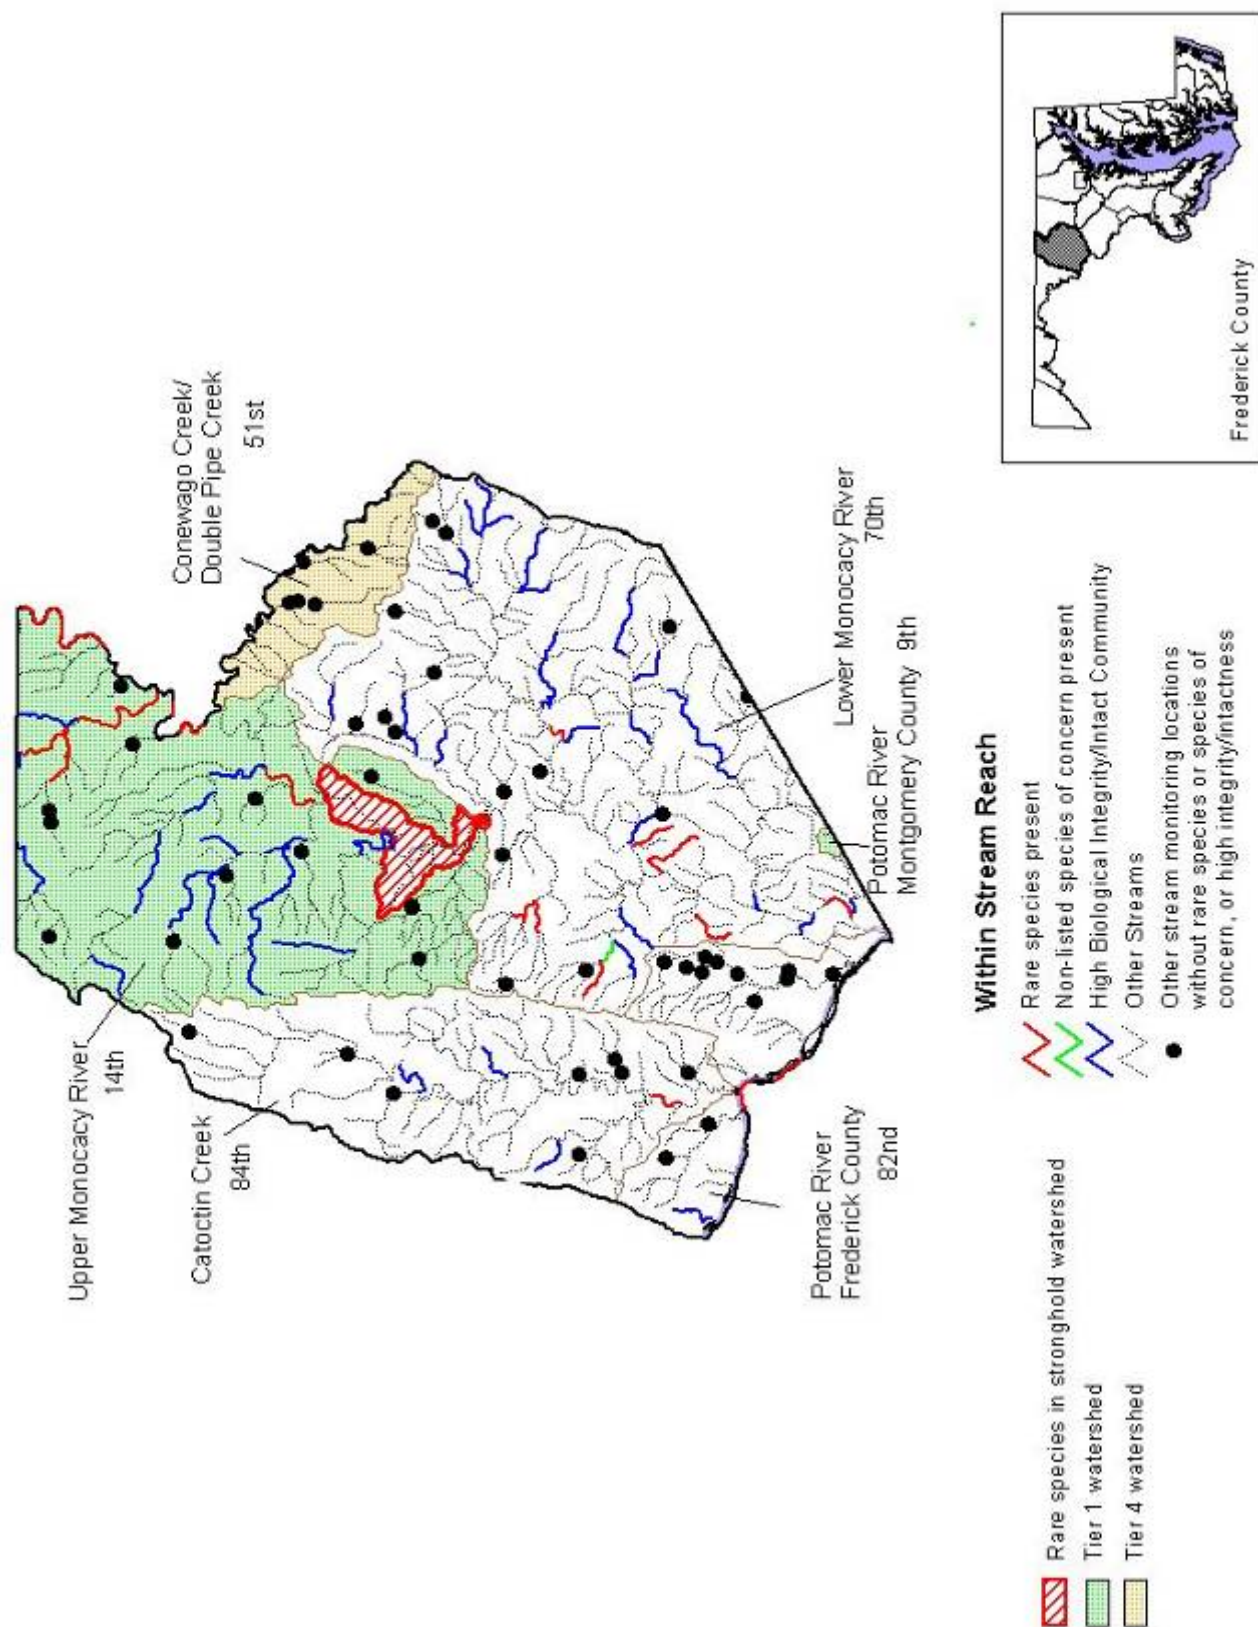 Upper Monocacy River
14th
Catoctin Creek
84th
Conewago Creek/
Double Pipe Creek
51st
Potomac River
Frederick County
82nd
Potomac River
Montgomery County 9th
Lower Monocacy River
70th
Rare species in stronghold watershed
Tier 1 watershed
Tier 4 watershed
Within Stream Reach
Rare species present
Non-listed species of concern present
High Biological Integrity/Intact Community
Other Streams
Other stream monitoring locations
without rare species or species of
concern, or high integrity/intactness
Frederick County